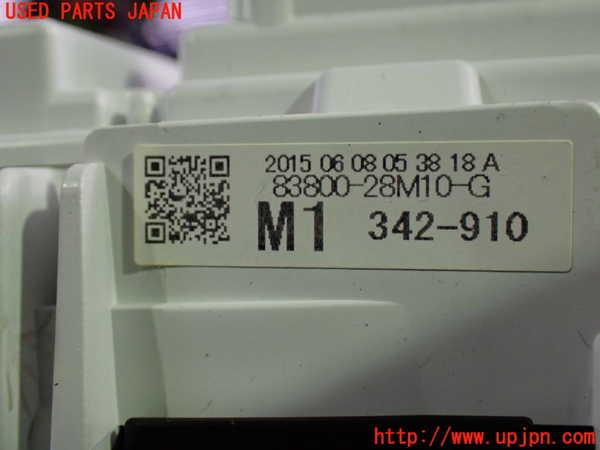 USED PARTS JAPAN
2015 06 08 05 38 18 A
83800-28M10-G
M1 342-910
http://www.upjpn.com/